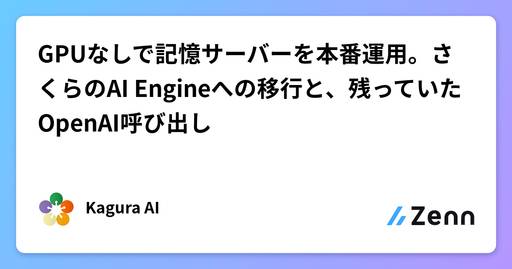 GPUなしで記憶サーバーを本番運用。さ
くらのAI Engineへの移行と、残っていた
OpenAI呼び出し
Kagura AI
Zenn